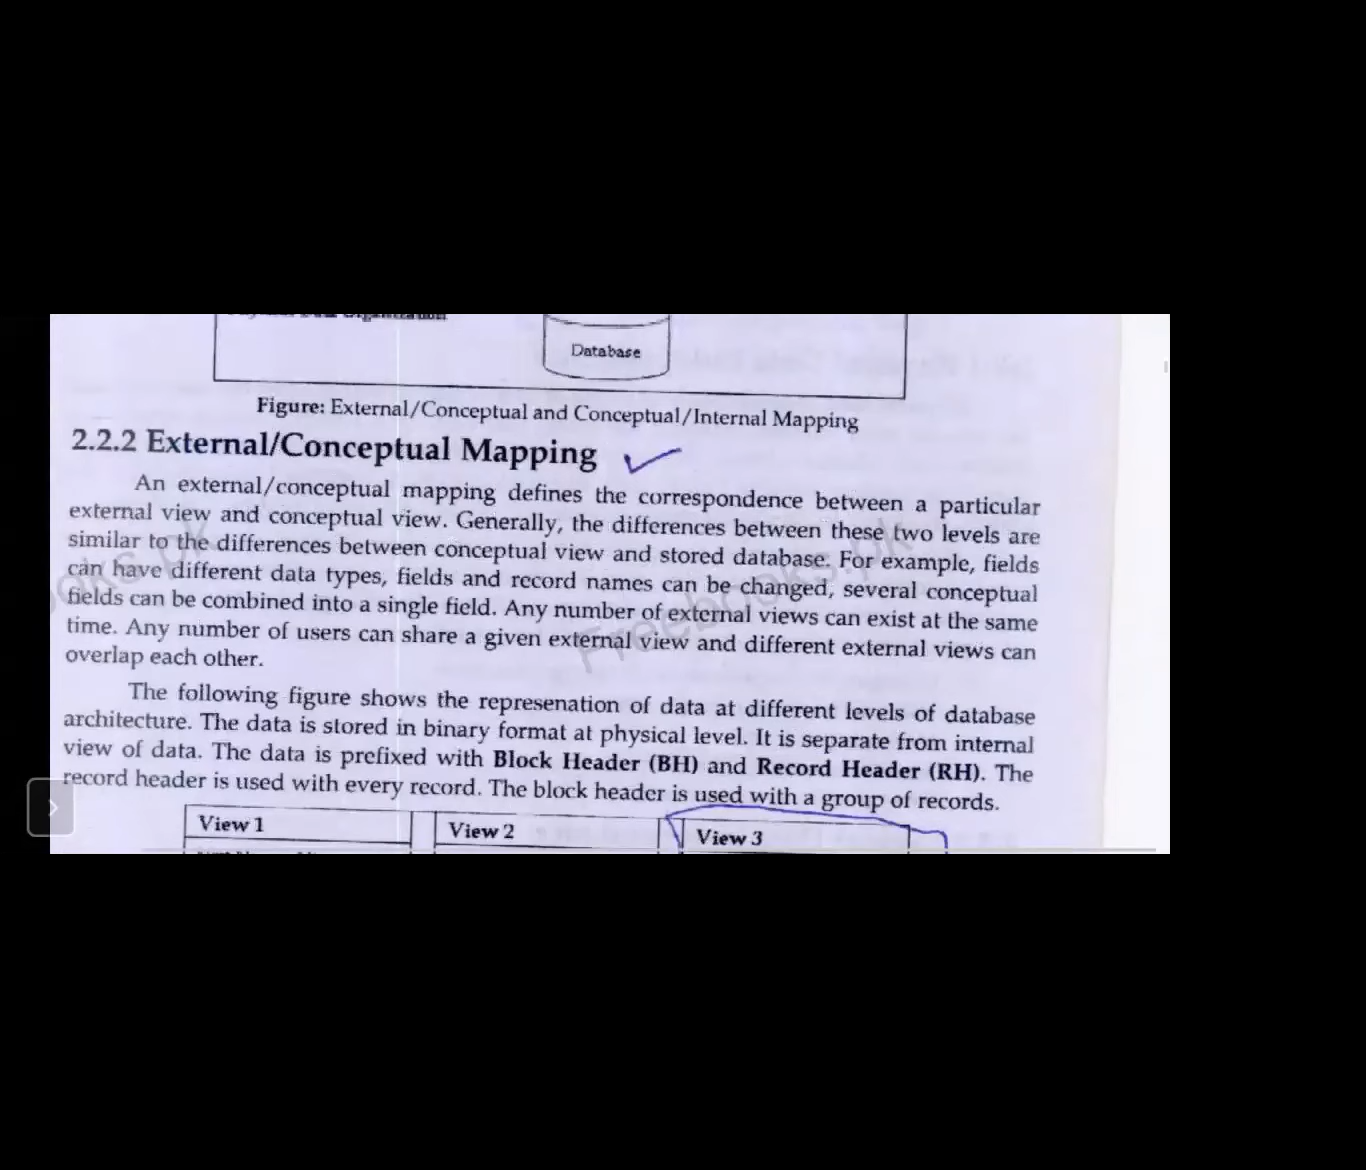 Database
Figure: External/Conceptual and Conceptual/Internal Mapping
2.2.2 External/Conceptual Mapping
An external/conceptual mapping defines the correspondence between a particular
external view and conceptual view. Generally, the differences between these two levels are
similar to the differences between conceptual view and stored database. For example, fields
can have different data types, fields and record names can be changed, several conceptual
fields can be combined into a single field. Any number of external views can exist at the same
time. Any number of users can share a given external view and different external views can
overlap each other.
The following figure shows the represenation of data at different levels of database
architecture. The data is stored in binary format at physical level. It is separate from internal
view of data. The data is prefixed with Block Header (BH) and Record Header (RH). The
record header is used with every record. The block header is used with a group of records.
View 1
View 2
View 3
Freebooks.pk
ooks.pk